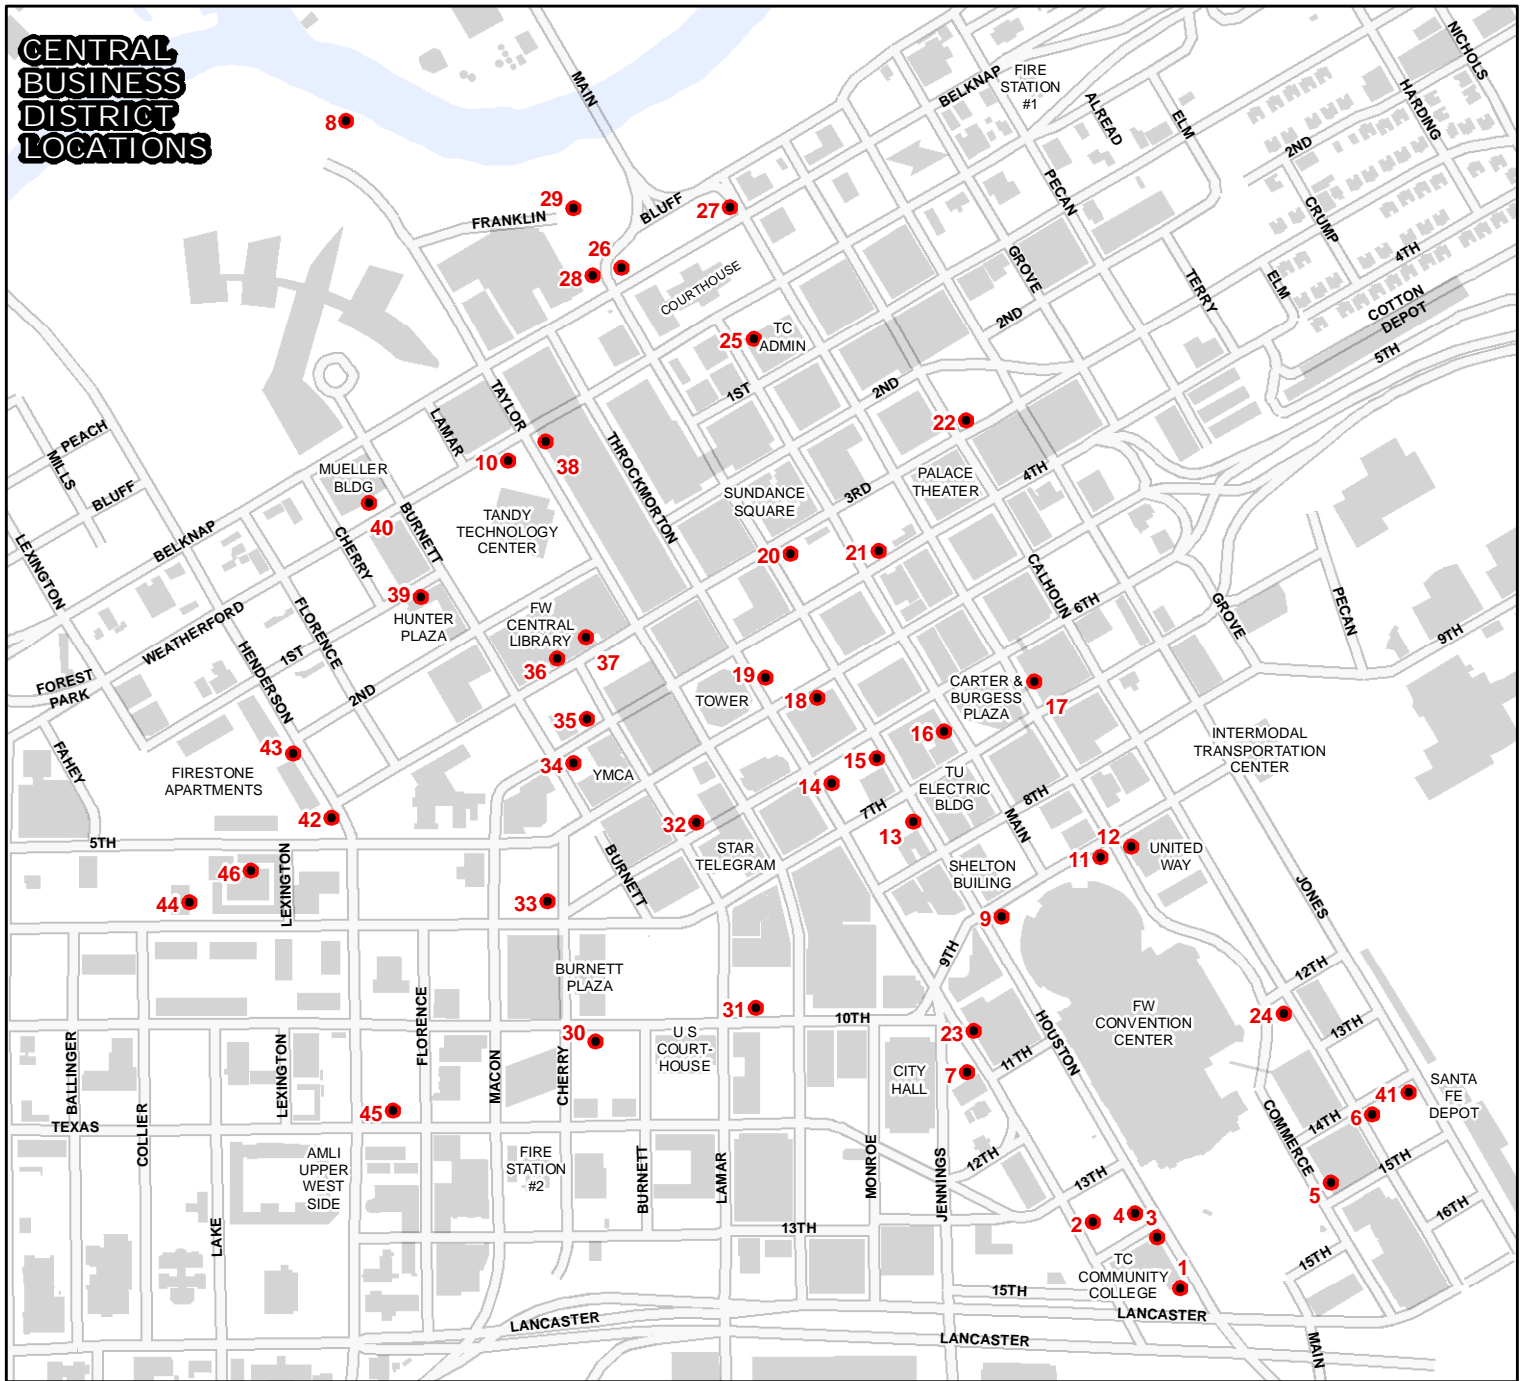 CENTRAL
BUSINESS
DISTRICT
LOCATIONS
NICHOLS
FIRE
STATION
#1
BELKNAP
MAIN
HARDING
ALREAD
ELM
8
2ND
PECAN
29
FRANKLIN
BLUFF
27
CRUMP
26
28
COURTHOUSE
GROVE
4TH
TERRY
ELM
COTTON
DEPOT
2ND
25
TC
ADMIN
5TH
1ST
2ND
TAYLOR
LAMAR
22
PEACH
MILLS
10
38
THROCKMORTON
MUELLER
BLDG
PALACE
THEATER
4TH
BLUFF
SUNDANCE
SQUARE
3RD
40
BURNETT
TANDY
TECHNOLOGY
CENTER
BELKNAP
CHERRY
LEXINGTON
20
21
CALHOUN
39
HUNTER
PLAZA
FW
CENTRAL
LIBRARY
6TH
GROVE
PECAN
WEATHERFORD
FLORENCE
9TH
1ST
HENDERSON
36
37
FOREST
PARK
2ND
19
TOWER
18
CARTER &
BURGESS
PLAZA
17
35
16
INTERMODAL
TRANSPORTATION
CENTER
43
FAHEY
FIRESTONE
APARTMENTS
34
YMCA
15
14
TU
ELECTRIC
BLDG
8TH
7TH
42
32
13
MAIN
12
5TH
STAR
TELEGRAM
11
UNITED
WAY
46
BURNETT
SHELTON
BUILING
44
LEXINGTON
33
JONES
9
9TH
BURNETT
PLAZA
12TH
31
10TH
24
FW
CONVENTION
CENTER
13TH
FLORENCE
30
U S
COURT-
HOUSE
23
HOUSTON
11TH
BALLINGER
LEXINGTON
MACON
CHERRY
CITY
HALL
7
SANTA
FE
DEPOT
41
COMMERCE
6
14TH
45
TEXAS
COLLIER
AMLI
UPPER
WEST
SIDE
FIRE
STATION
#2
MONROE
12TH
15TH
BURNETT
LAMAR
JENNINGS
13TH
5
LAKE
13TH
2
4
3
16TH
15TH
TC
COMMUNITY
COLLEGE
1
15TH
LANCASTER
LANCASTER
LANCASTER
MAIN